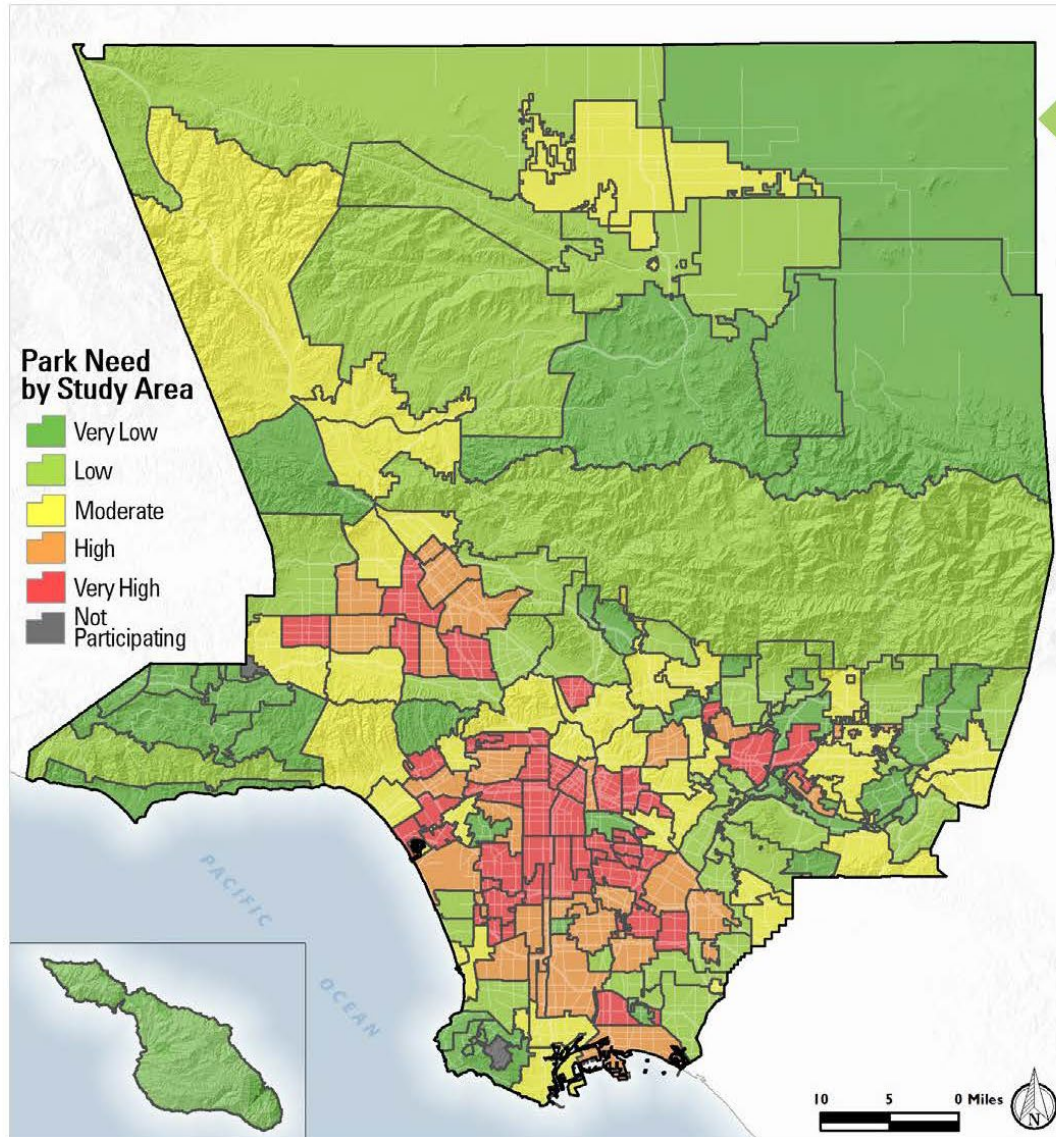 Park Need
by Study Area
Very Low
Low
Moderate
High
Very High
Not
Participating
PACIFIC
OCEAN
10 5 0 Miles
N